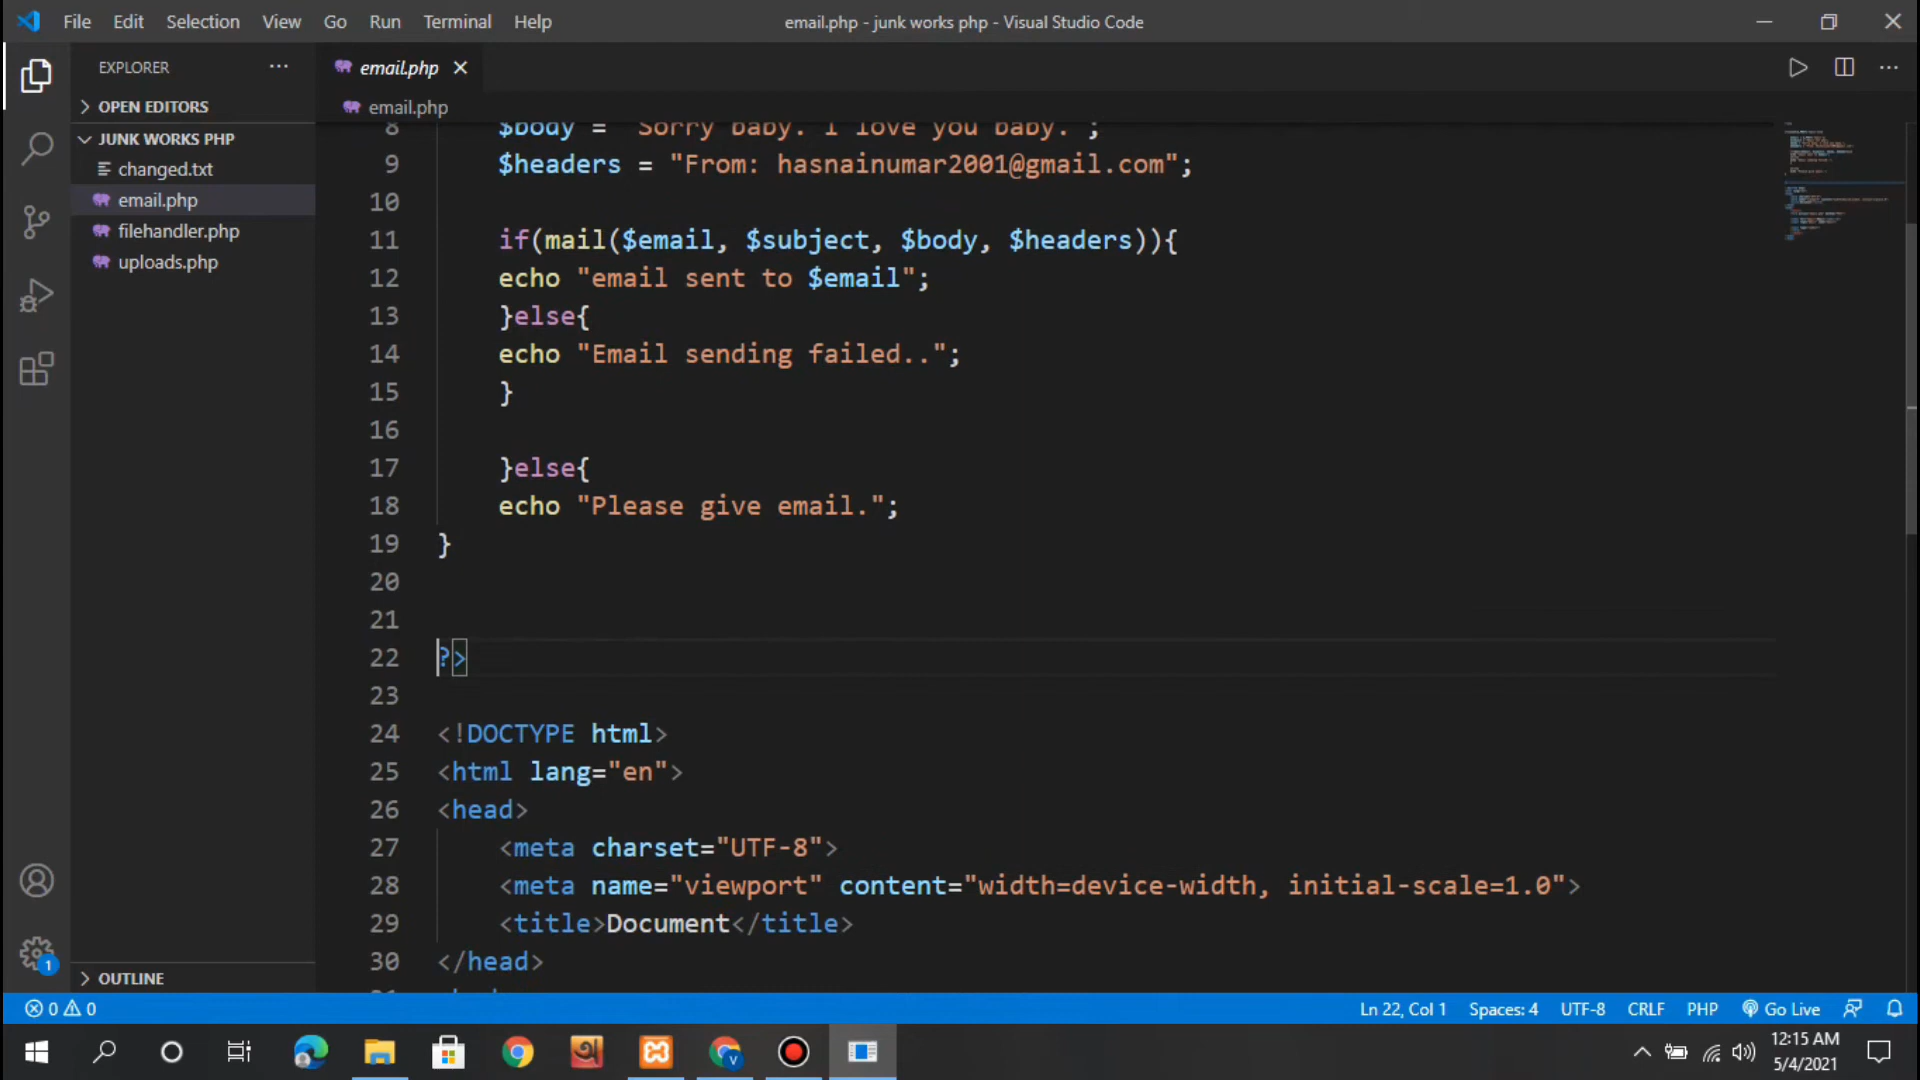 File Edit Selection View Go Run Terminal Help
email.php - junk works php - Visual Studio Code
EXPLORER
OPEN EDITORS
JUNK WORKS PHP
changed.txt
email.php
filehandler.php
uploads.php
OUTLINE
email.php
email.php
8 $body = "Sorry baby. I love you baby.";
9 $headers = "From: hasnainumar2001@gmail.com";
10
11 if(mail($email, $subject, $body, $headers)){
12 echo "email sent to $email";
13 }else{
14 echo "Email sending failed..";
15 }
16
17 }else{
18 echo "Please give email.";
19 }
20
21
22 ?>
23
24 <!DOCTYPE html>
25 <html lang="en">
26 <head>
27 <meta charset="UTF-8">
28 <meta name="viewport" content="width=device-width, initial-scale=1.0">
29 <title>Document</title>
30 </head>
1
0 0
Ln 22, Col 1 Spaces: 4 UTF-8 CRLF PHP Go Live
V
অ
12:15 AM
5/4/2021